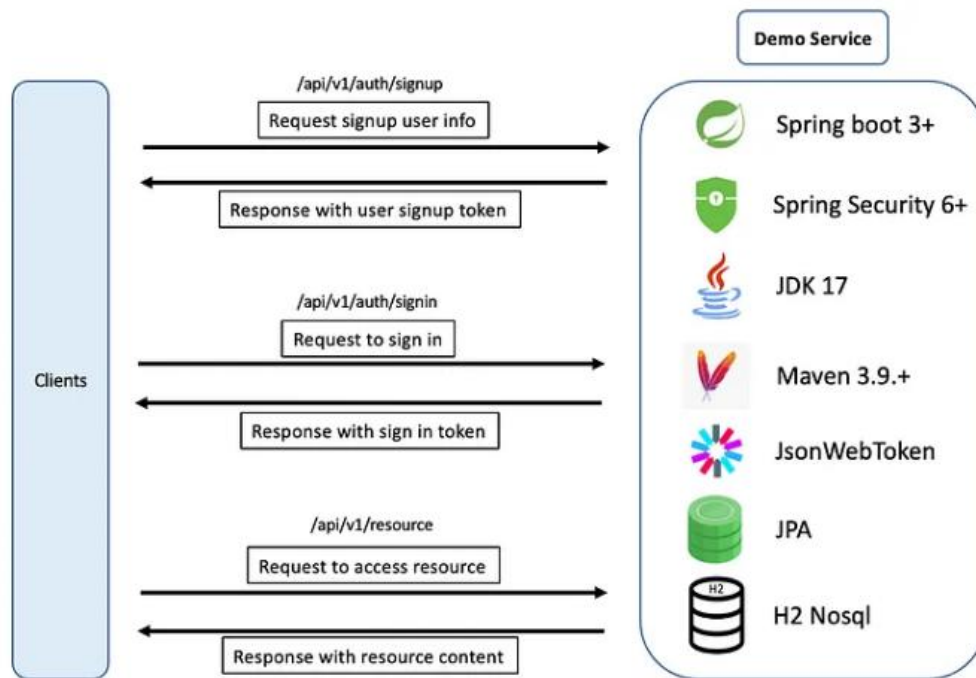 Demo Service
/api/v1/auth/signup
Request signup user info
Response with user signup token
/api/v1/auth/signin
Request to sign in
Response with sign in token
/api/v1/resource
Request to access resource
Response with resource content
Clients
Spring boot 3+
Spring Security 6+
JDK 17
Maven 3.9.+
JsonWebToken
JPA
H2
H2 Nosql